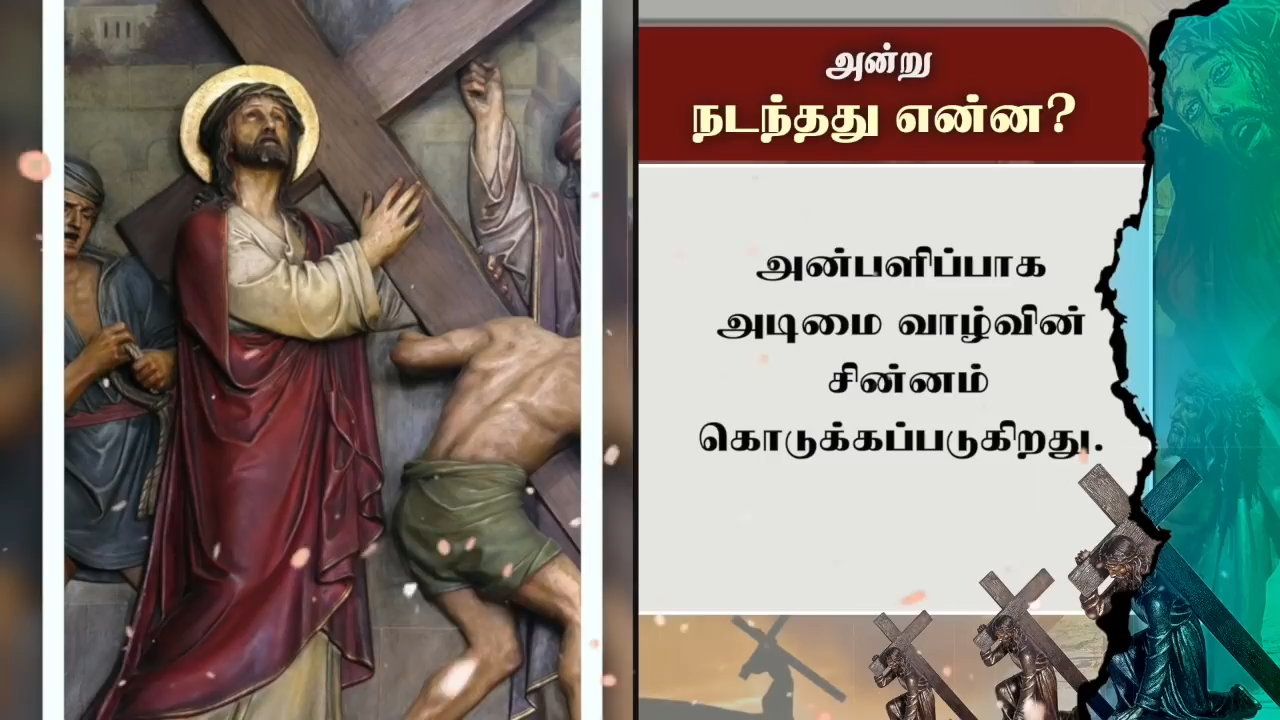 அன்று
நடந்தது என்ன?
அன்பளிப்பாக
அடிமை வாழ்வின்
சின்னம்
கொடுக்கப்படுகிறது.